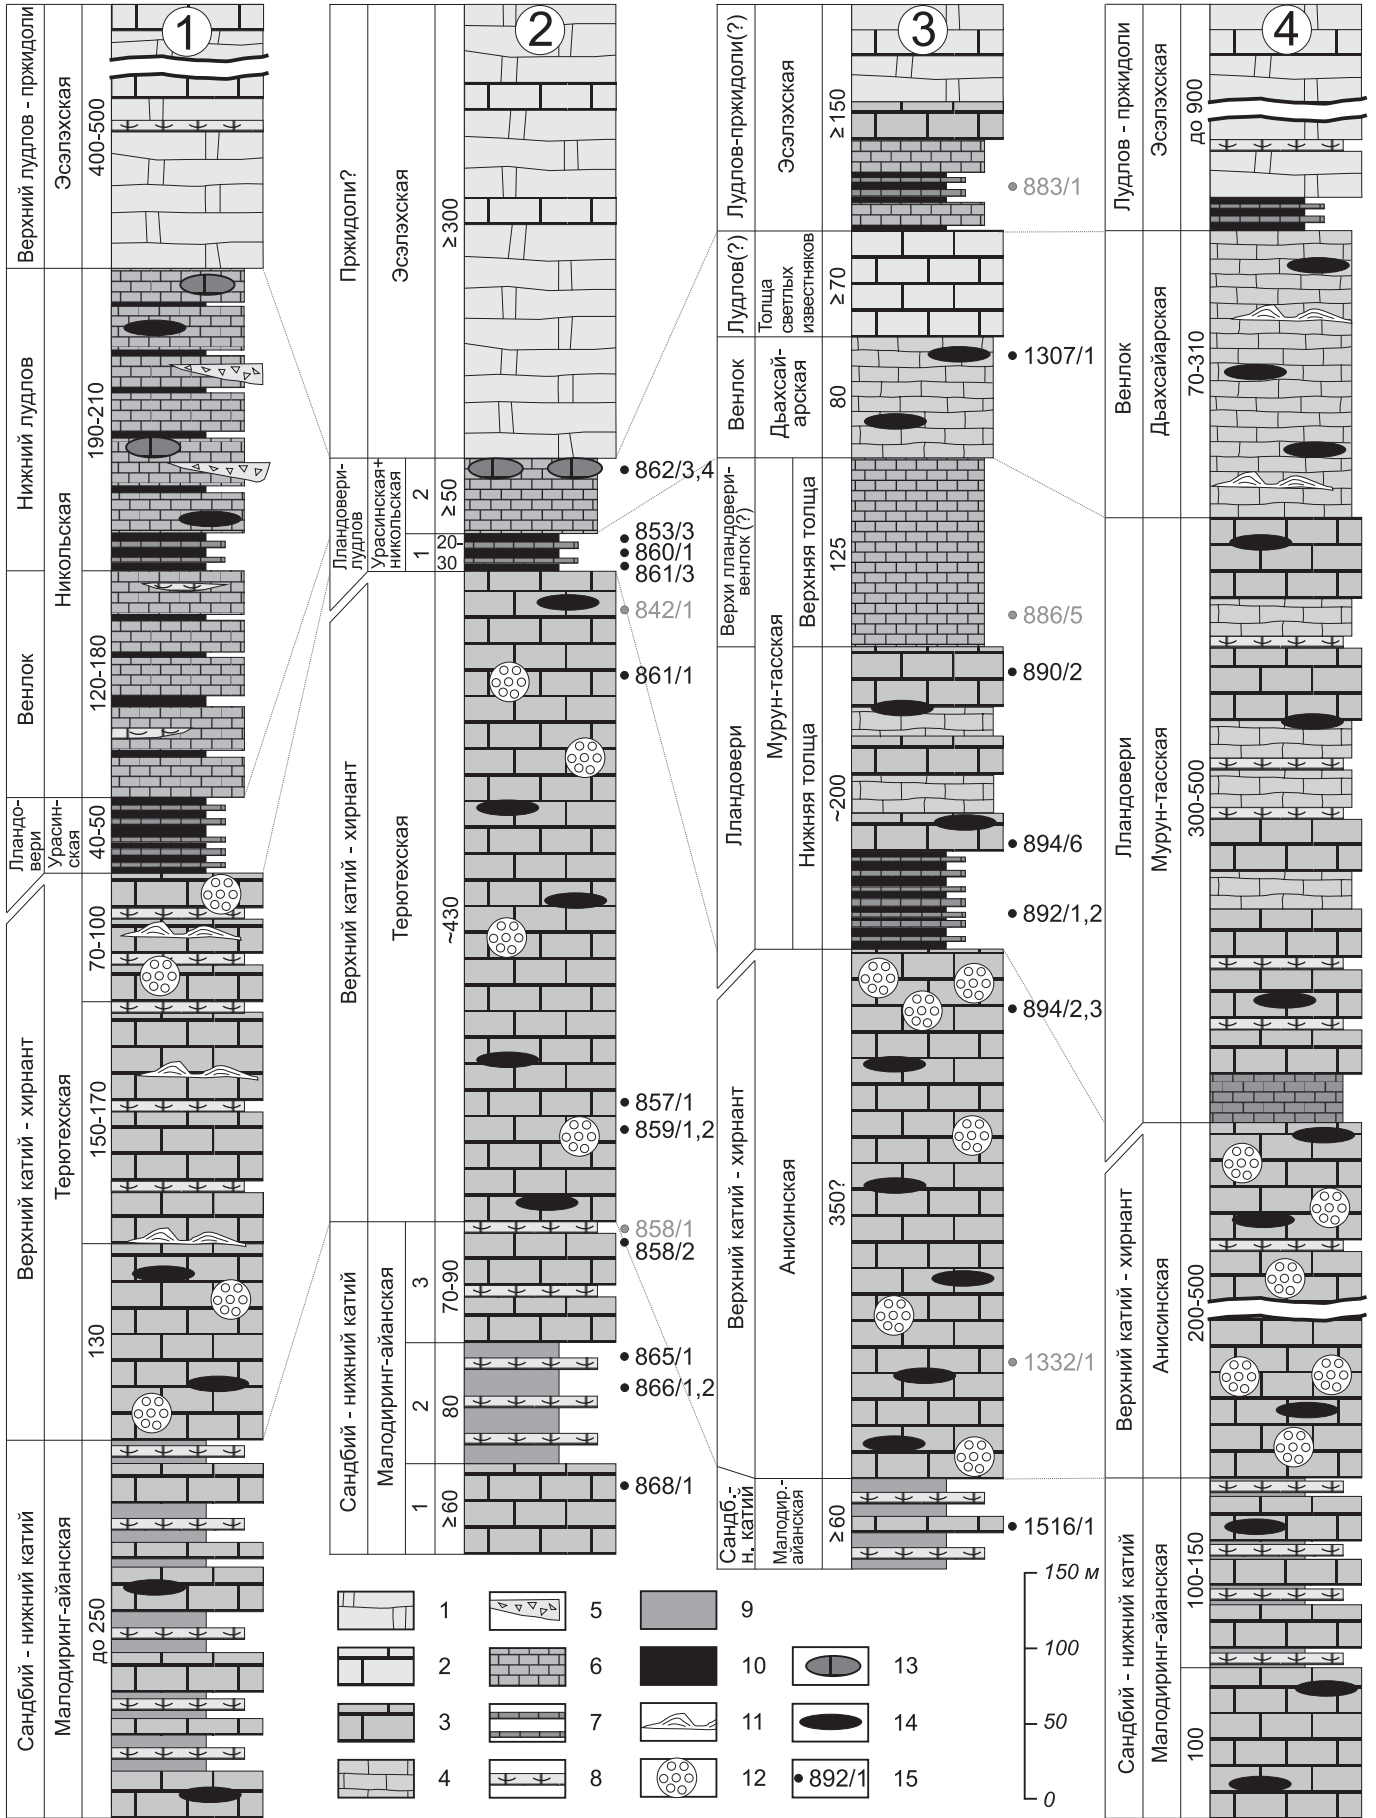 1
Верхний лудлов - пржидоли
Эсэлэхская
400-500
Нижний лудлов
Никольская
190-210
Венлок
120-180
Лландо-
вери
Урасин-
ская
40-50
Верхний катий - хирнант
Терютехская
70-100
150-170
130
Сандбий - нижний катий
Малодиринг-айанская
до 250
2
Пржидоли?
Эсэлэхская
≥300
Лландовери-
лудлов
Урасинская+
никольская
2
≥50
1
20-
30
862/3,4
853/3
860/1
861/3
Верхний катий - хирнант
Терютехская
~430
842/1
861/1
857/1
859/1,2
Сандбий - нижний катий
Малодиринг-айанская
3
70-90
2
80
1
≥60
858/1
858/2
865/1
866/1,2
868/1
3
Лудлов-пржидоли(?)
Эсэлэхская
≥150
883/1
Лудлов(?)
Толща
светлых
известняков
≥70
Венлок
Дьахсай-
арская
80
1307/1
Верхи лландовери-
венлок (?)
Мурун-тасская
Верхняя толща
125
886/5
Лландовери
Нижняя толща
~200
890/2
894/6
892/1,2
Верхний катий - хирнант
Анисинская
350?
894/2,3
1332/1
Сандб.-
н. катий
Малодир.-
айанская
≥60
1516/1
4
Лудлов - пржидоли
Эсэлэхская
до 900
Венлок
Дьахсайарская
70-310
Лландовери
Мурун-тасская
300-500
Верхний катий - хирнант
Анисинская
200-500
Сандбий - нижний катий
Малодиринг-айанская
100-150
100
1
2
3
4
5
6
7
8
9
10
11
12
13
14
892/1
15
150 м
100
50
0